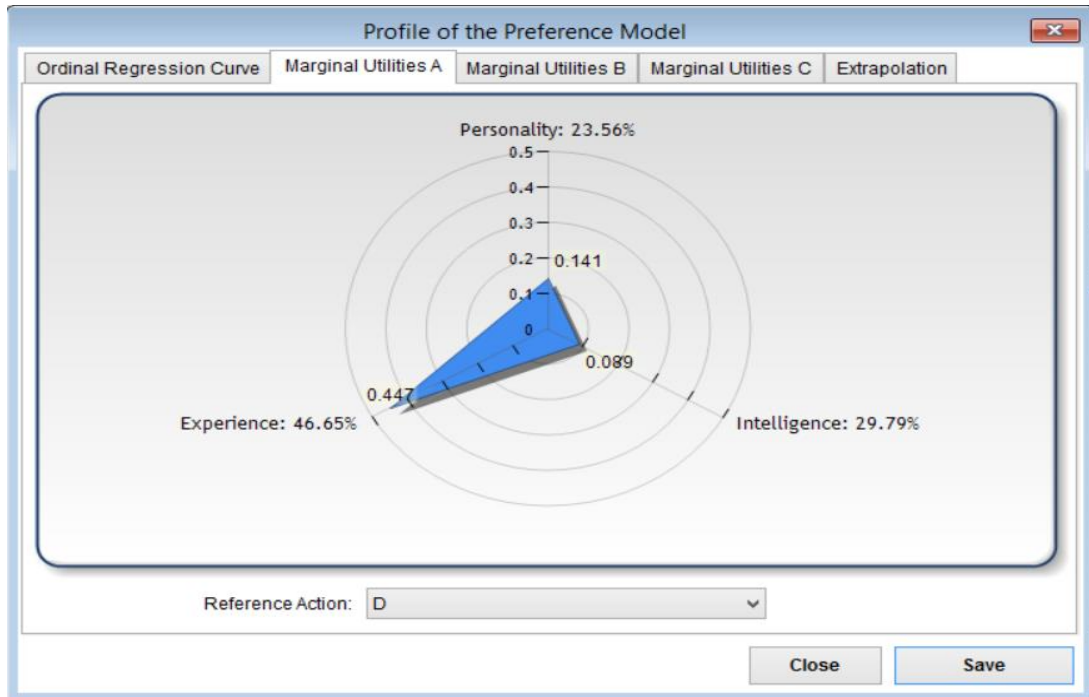 Profile of the Preference Model
Ordinal Regression Curve Marginal Utilities A Marginal Utilities B Marginal Utilities C Extrapolation
Personality: 23.56%
0.5
0.4
0.3
0.2 0.141
0.1
0
0.089
0.447
Experience: 46.65% Intelligence: 29.79%
Reference Action: D
Close Save